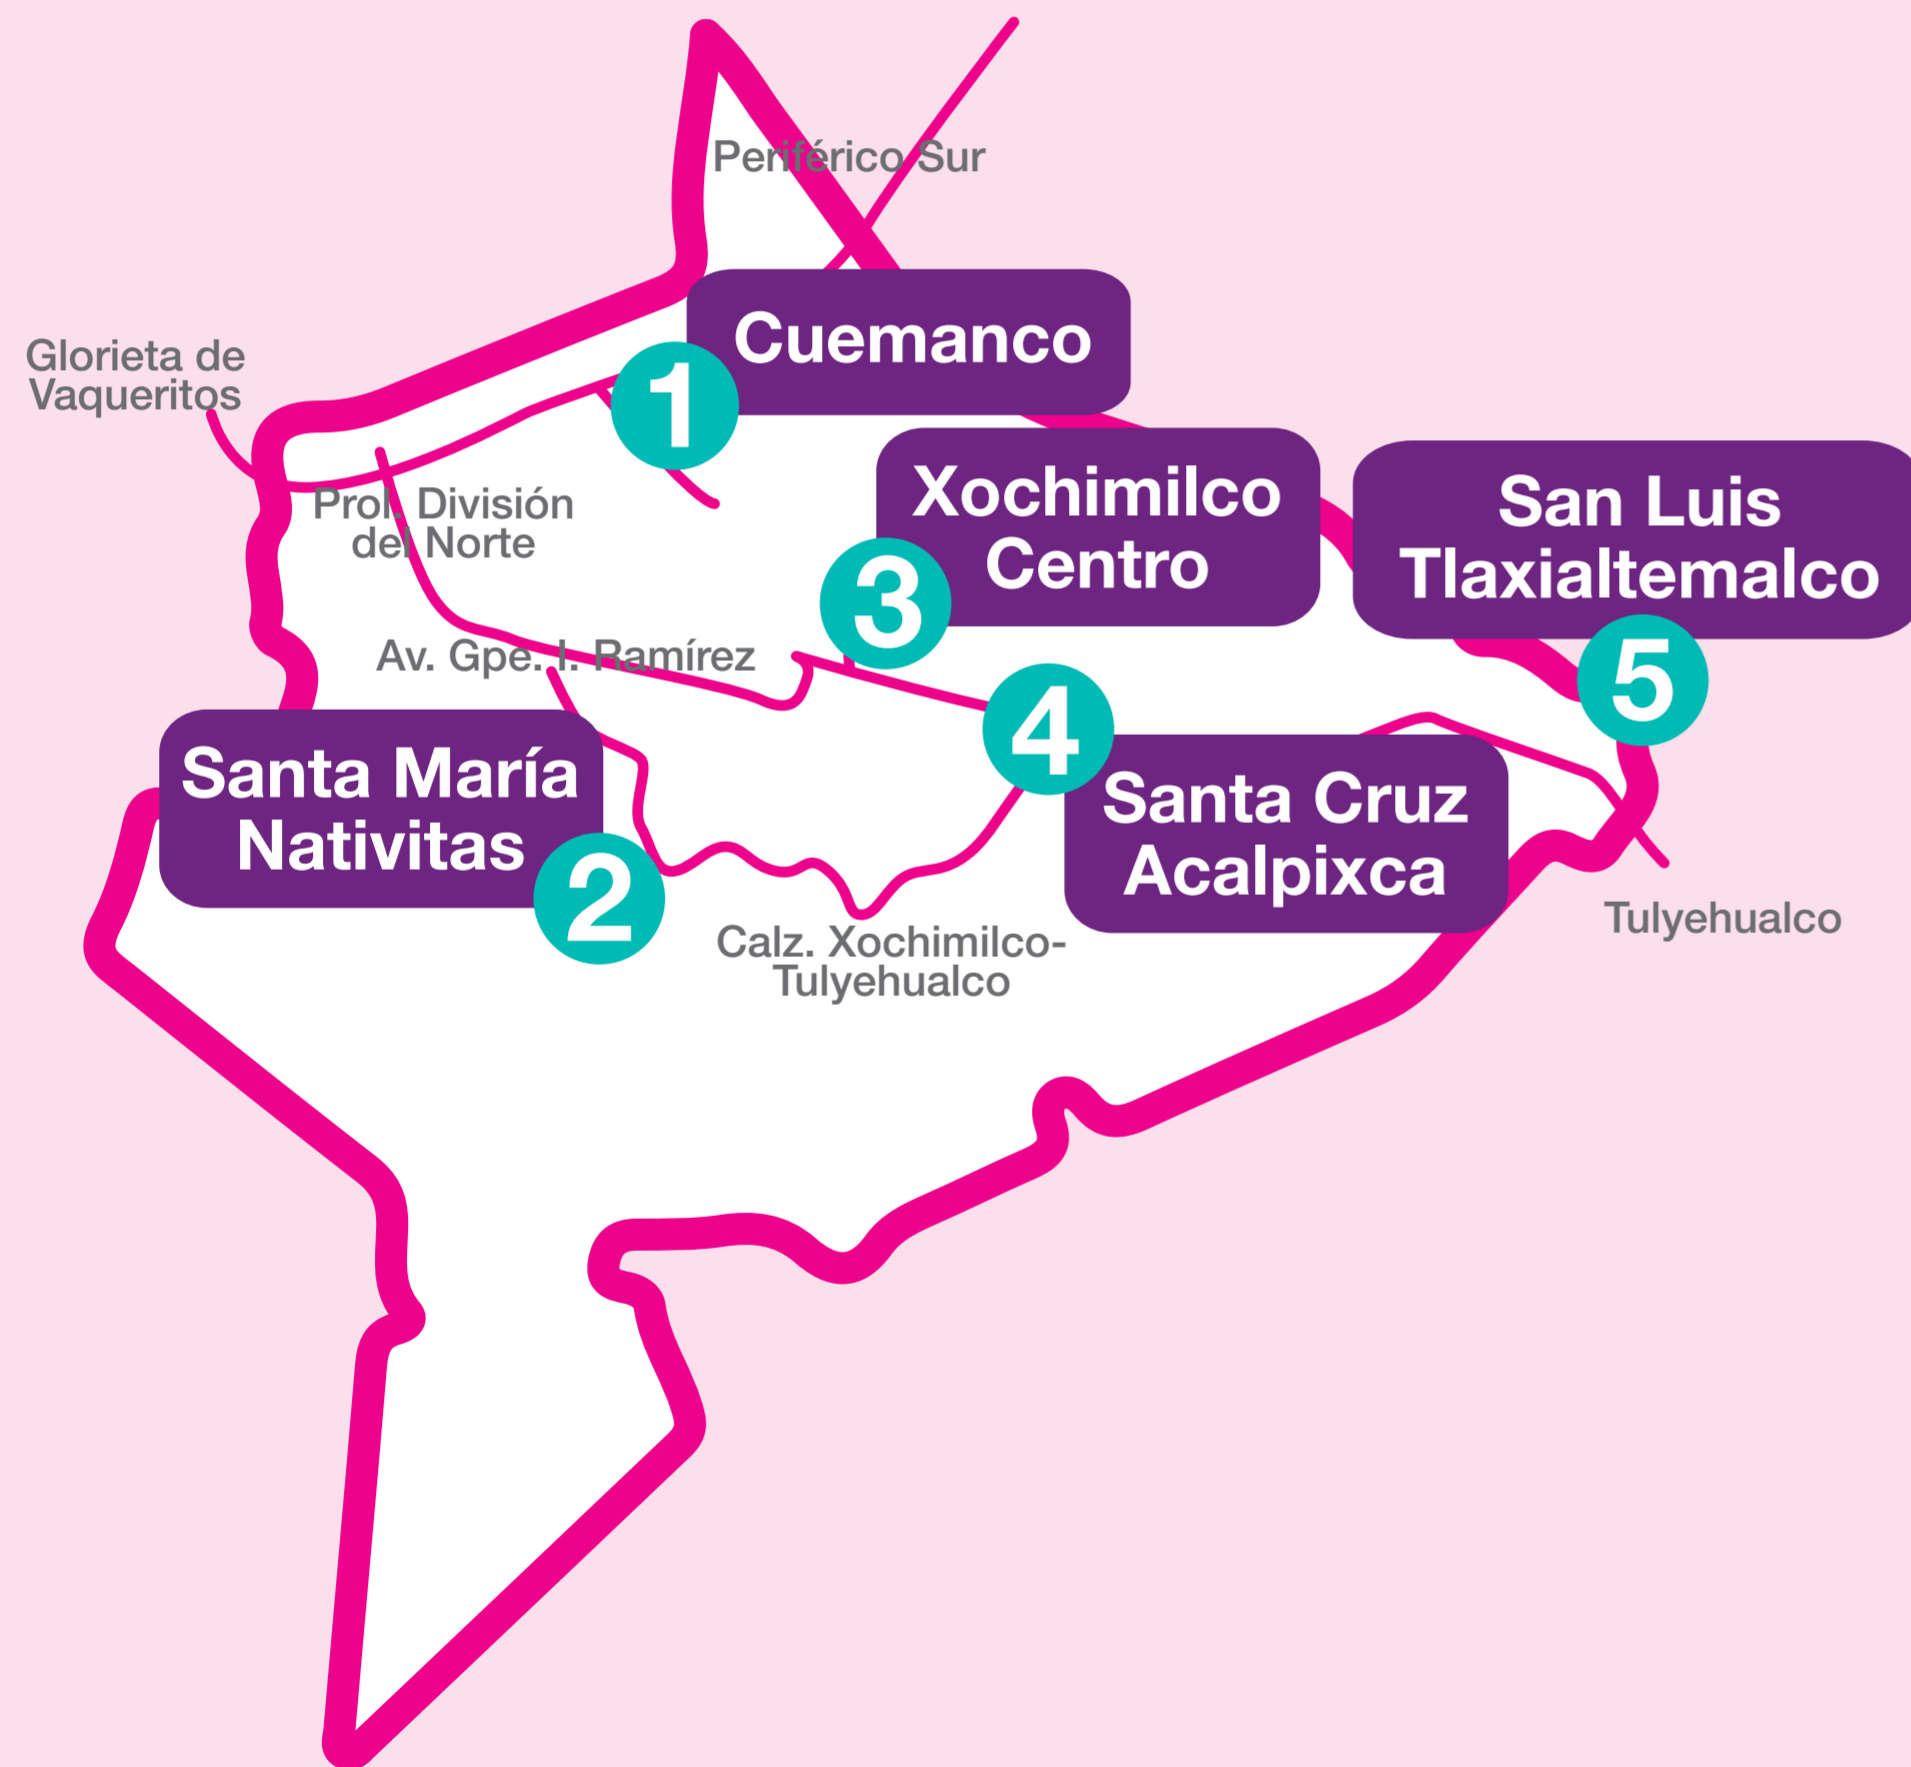 Periférico Sur
Cuemanco
1
Glorieta de
Vaqueritos
Prol. División
del Norte
Xochimilco
Centro
3
San Luis
Tlaxialtemalco
5
Av. Gpe. I. Ramírez
Santa María
Nativitas
2
4
Santa Cruz
Acalpixca
Calz. Xochimilco-
Tulyehualco
Tulyehualco